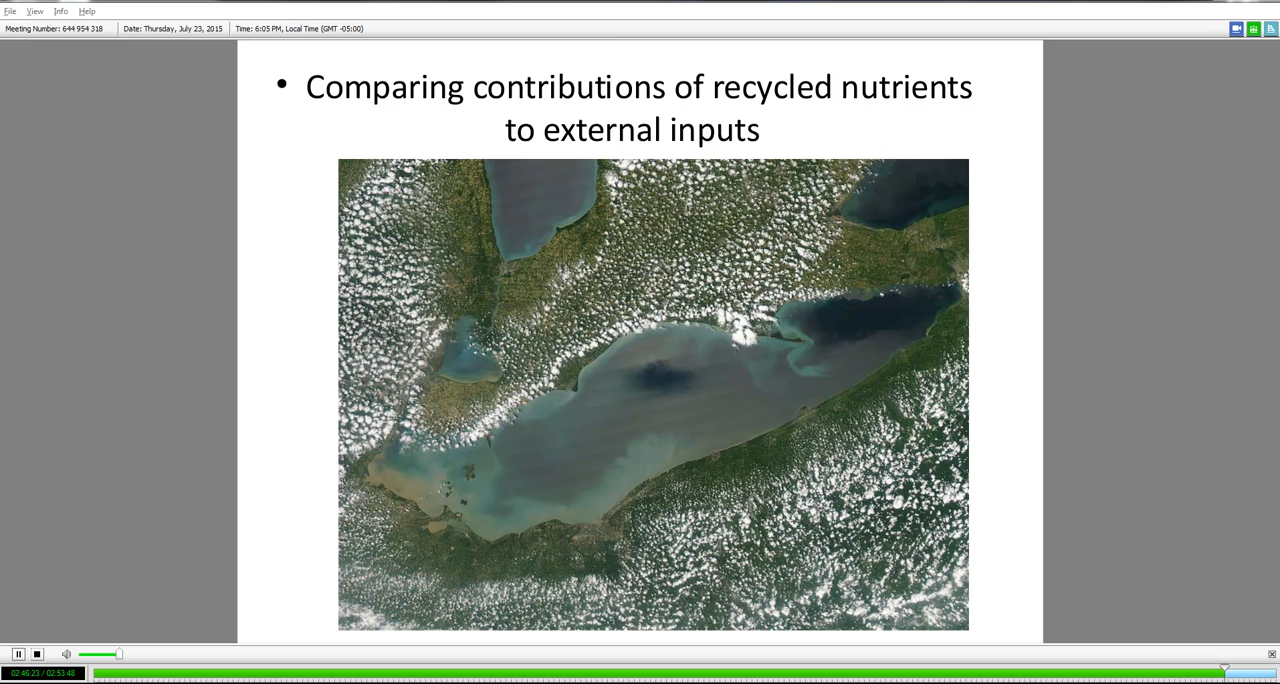 File View Info Help
Meeting Number: 644 954 318 Date: Thursday, July 23, 2015 Time: 6:05 PM, Local Time (GMT -05:00)
• Comparing contributions of recycled nutrients
to external inputs
02:46:23 / 02:53:48